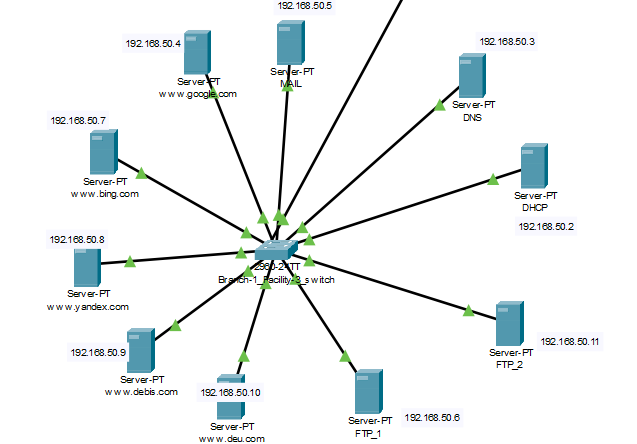 192.168.50.5
192.168.50.4
Server-PT
www.google.com
Server-PT
MAIL
192.168.50.3
Server-PT
DNS
192.168.50.7
Server-PT
www.bing.com
Server-PT
DHCP
192.168.50.2
192.168.50.8
Server-PT
www.yandex.com
2960-24TT
Branch-1_Facility-3_switch
192.168.50.9
Server-PT
www.debis.com
192.168.50.10
Server-PT
www.deu.com
Server-PT
FTP_1
192.168.50.6
Server-PT
FTP_2
192.168.50.11